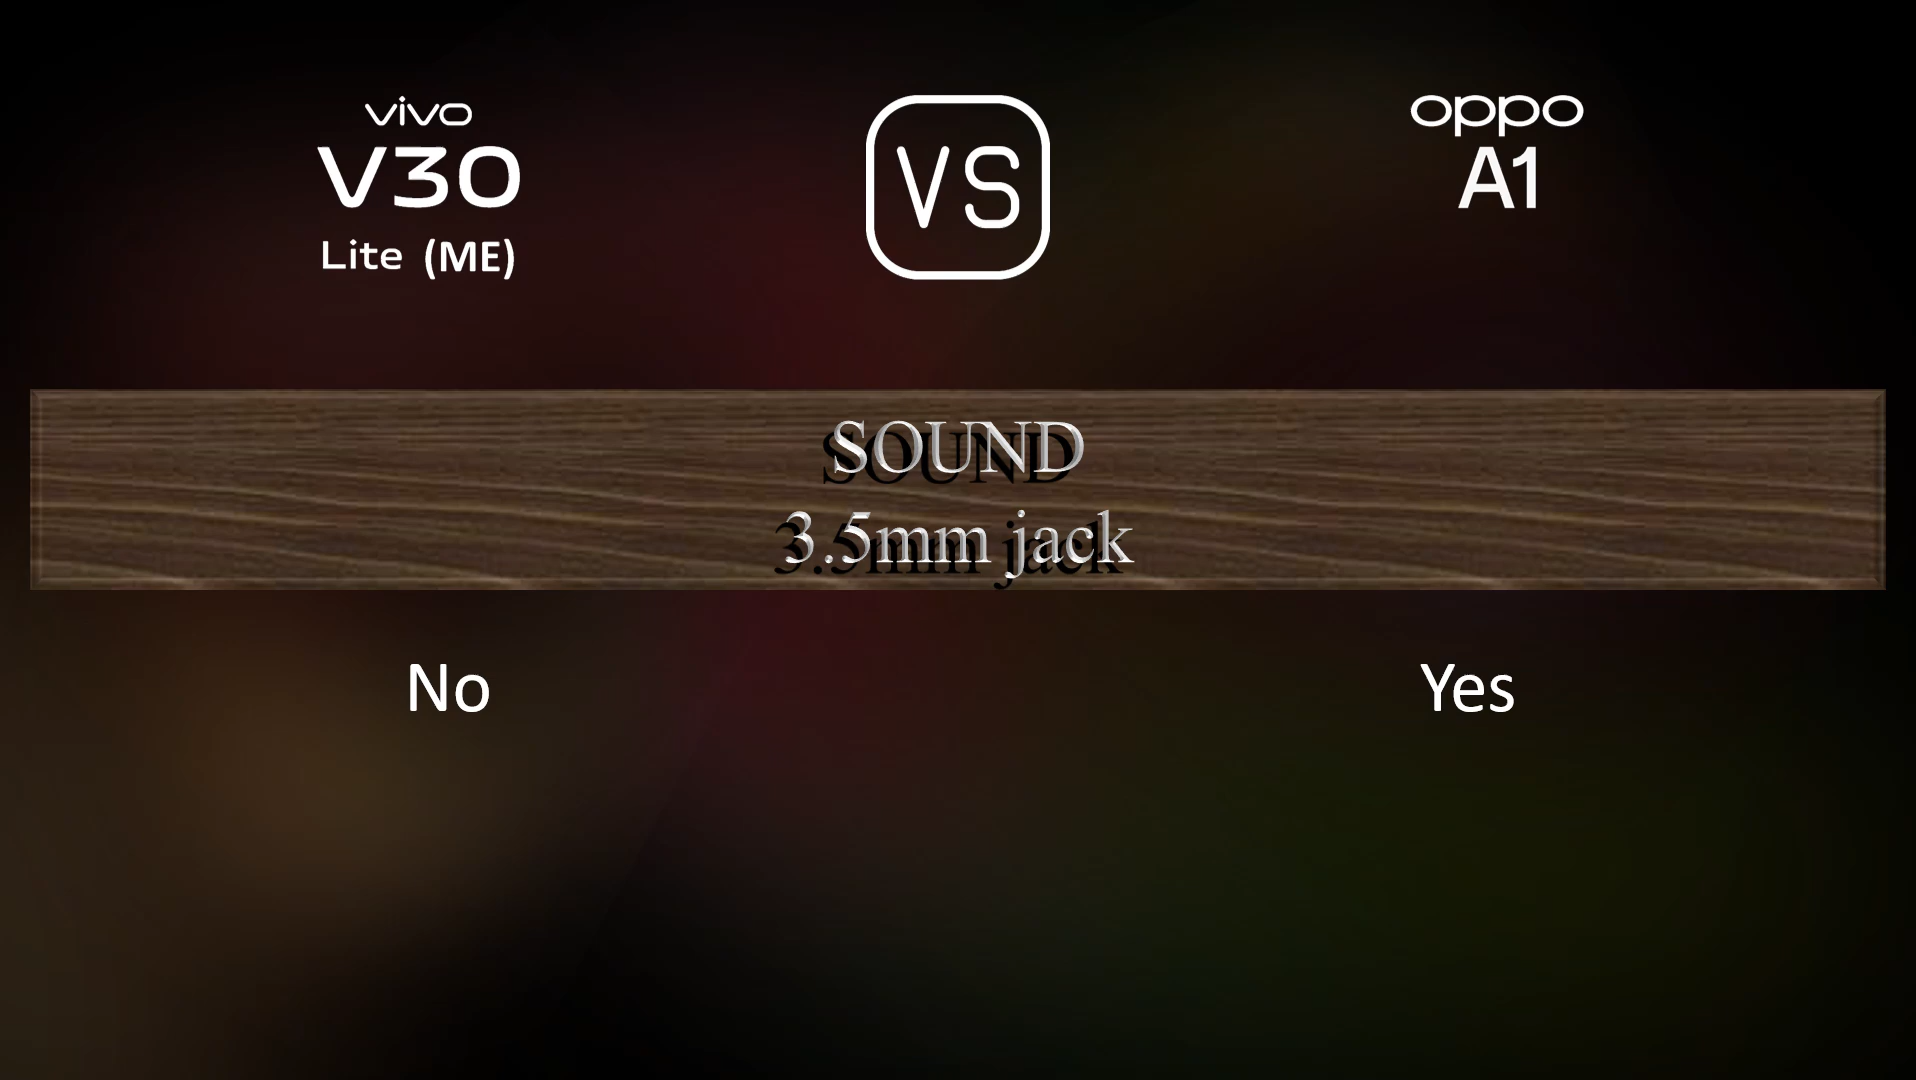 vivo
V30
Lite (ME)
VS
oppo
A1
SOUND
3.5mm jack
No
Yes